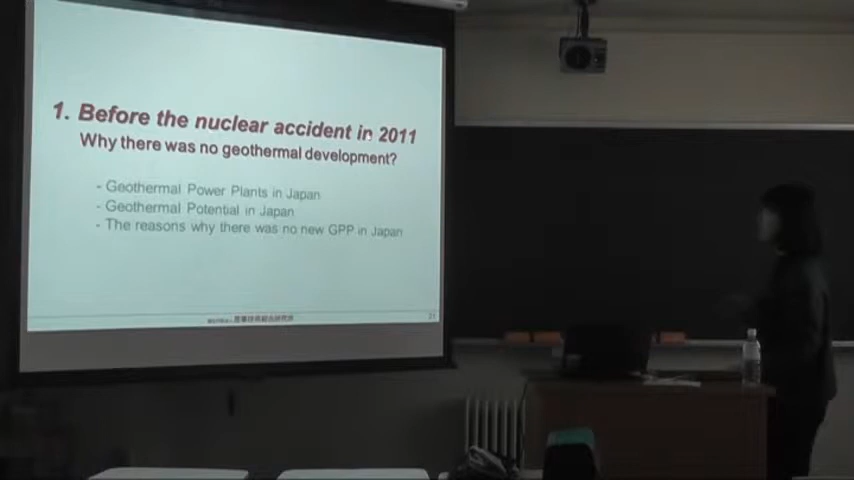 1. Before the nuclear accident in 2011
Why there was no geothermal development?
- Geothermal Power Plants in Japan
- Geothermal Potential in Japan
- The reasons why there was no new GPP in Japan